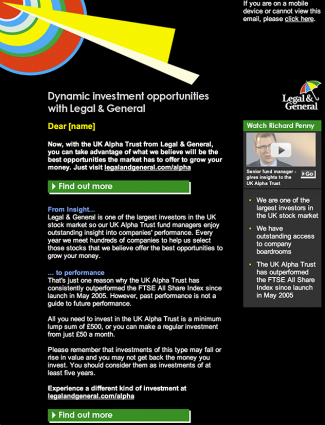 If you are on a mobile
device or cannot view this
email, please click here.
Dynamic investment opportunities
with Legal & General
Legal &
General
Dear [name]
Now, with the UK Alpha Trust from Legal & General,
you can take advantage of what we believe will be the
best opportunities the market has to offer to grow your
money. Just visit legalandgeneral.com/alpha
Find out more
From Insight...
Legal & General is one of the largest investors in the UK
stock market so our UK Alpha Trust fund managers enjoy
outstanding insight into companies' performance. Every
year we meet hundreds of companies to help us select
those stocks that we believe offer the best opportunities to
grow your money.
... to performance
That's just one reason why the UK Alpha Trust has
consistently outperformed the FTSE All Share Index since
launch in May 2005. However, past performance is not a
guide to future performance.
All you need to invest in the UK Alpha Trust is a minimum
lump sum of £500, or you can make a regular investment
from just £50 a month.
Please remember that investments of this type may fall or
rise in value and you may not get back the money you
invest. You should consider them as investments of at
least five years.
Experience a different kind of investment at
legalandgeneral.com/alpha
Find out more
Watch Richard Penny
Senior fund manager -
gives insights to the
UK Alpha Trust
Go
• We are one of the
largest investors in
the UK stock market
• We have
outstanding access
to company
boardrooms
• The UK Alpha Trust
has outperformed
the FTSE All Share
Index since launch
in May 2005